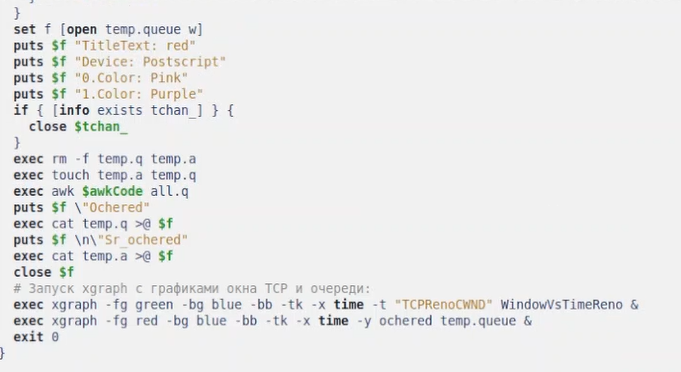 }
set f [open temp.queue w]
puts $f "TitleText: red"
puts $f "Device: Postscript"
puts $f "0.Color: Pink"
puts $f "1.Color: Purple"
if { [info exists tchan_] } {
close $tchan_
}
exec rm -f temp.q temp.a
exec touch temp.a temp.q
exec awk $awkCode all.q
puts $f \"Ochered"
exec cat temp.q >@ $f
puts $f \n\"Sr_ochered"
exec cat temp.a >@ $f
close $f
# Запуск xgraph с графиками окна TCP и очереди:
exec xgraph -fg green -bg blue -bb -tk -x time -t "TCPRenoCWND" WindowVsTimeReno &
exec xgraph -fg red -bg blue -bb -tk -x time -y ochered temp.queue &
exit 0
}